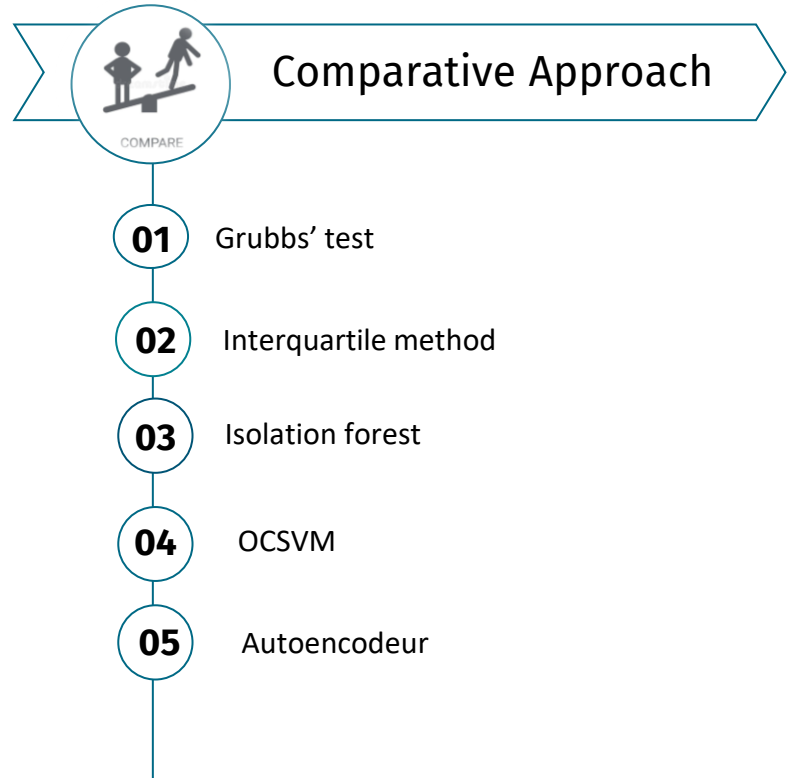 Comparative Approach
COMPARE
01 Grubbs’ test
02 Interquartile method
03 Isolation forest
04 OCSVM
05 Autoencodeur